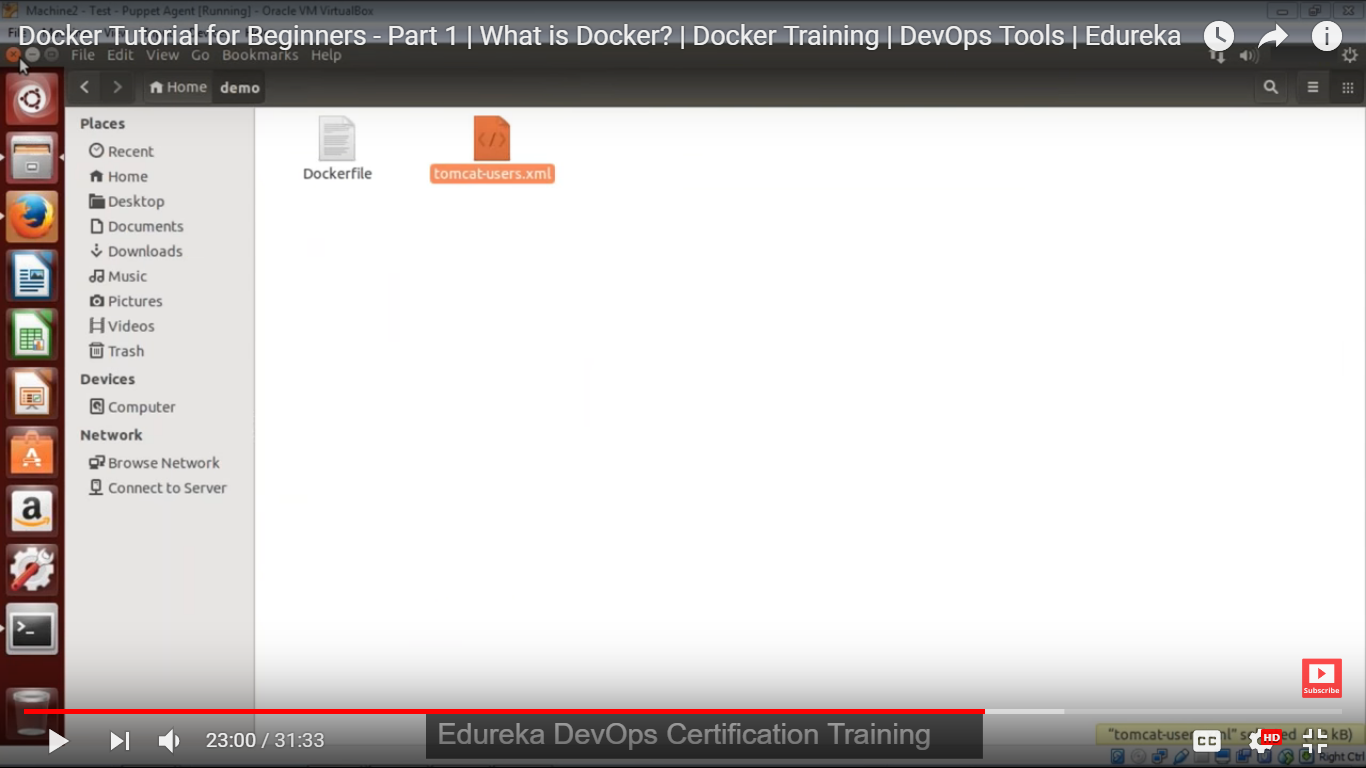 Machine2 - Test - Puppet Agent [Running] - Oracle VM VirtualBox
Docker Tutorial for Beginners - Part 1 | What is Docker? | Docker Training | DevOps Tools | Edureka
File Edit View Go Bookmarks Help
Home demo
Places
Recent
Home
Desktop
Documents
Downloads
Music
Pictures
Videos
Trash
Devices
Computer
Network
Browse Network
Connect to Server
Dockerfile
tomcat-users.xml
</>
a
>_
Subscribe
Edureka DevOps Certification Training
23:00 / 31:33
CC
HD
kB)
Right Ctrl